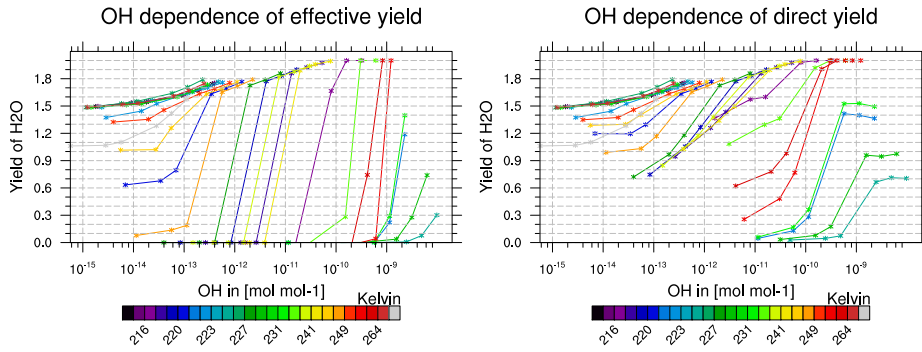 OH dependence of effective yield
Yield of H2O
1.8
1.5
1.2
0.9
0.6
0.3
0.0
10-15 10-14 10-13 10-12 10-11 10-10 10-9
OH in [mol mol-1]
Kelvin
216 220 223 227 231 241 249 264
OH dependence of direct yield
Yield of H2O
1.8
1.5
1.2
0.9
0.6
0.3
0.0
10-15 10-14 10-13 10-12 10-11 10-10 10-9
OH in [mol mol-1]
Kelvin
216 220 223 227 231 241 249 264